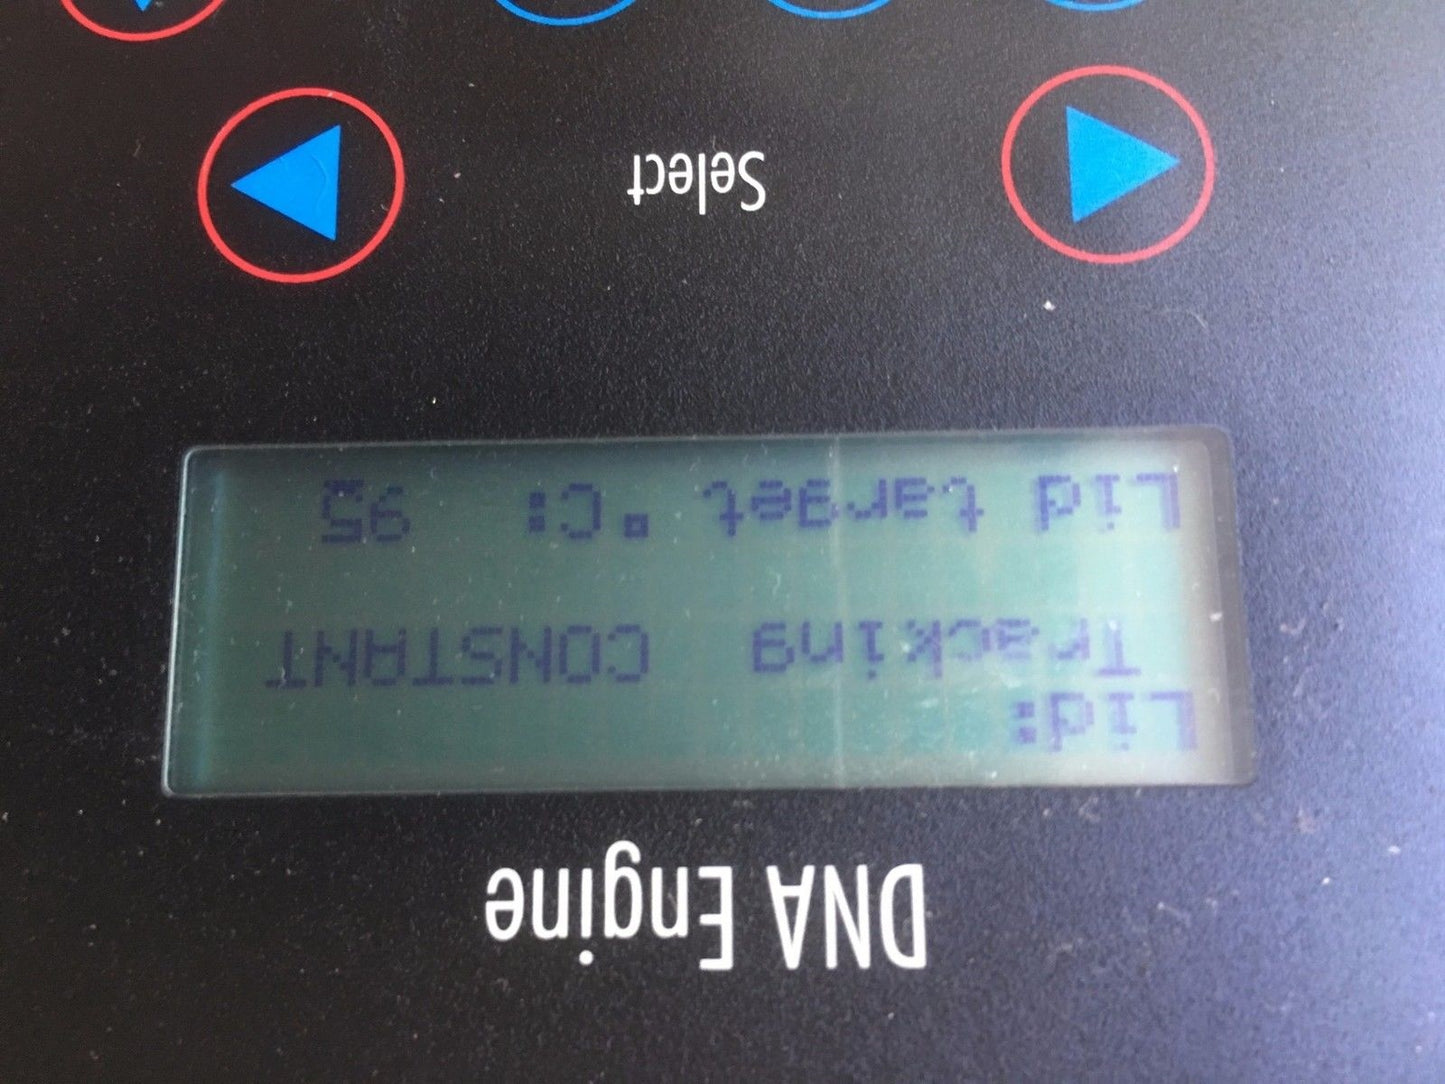 DNA Engine
Lid:
Tracking CONSTANT
Lid target °C: 95
Select